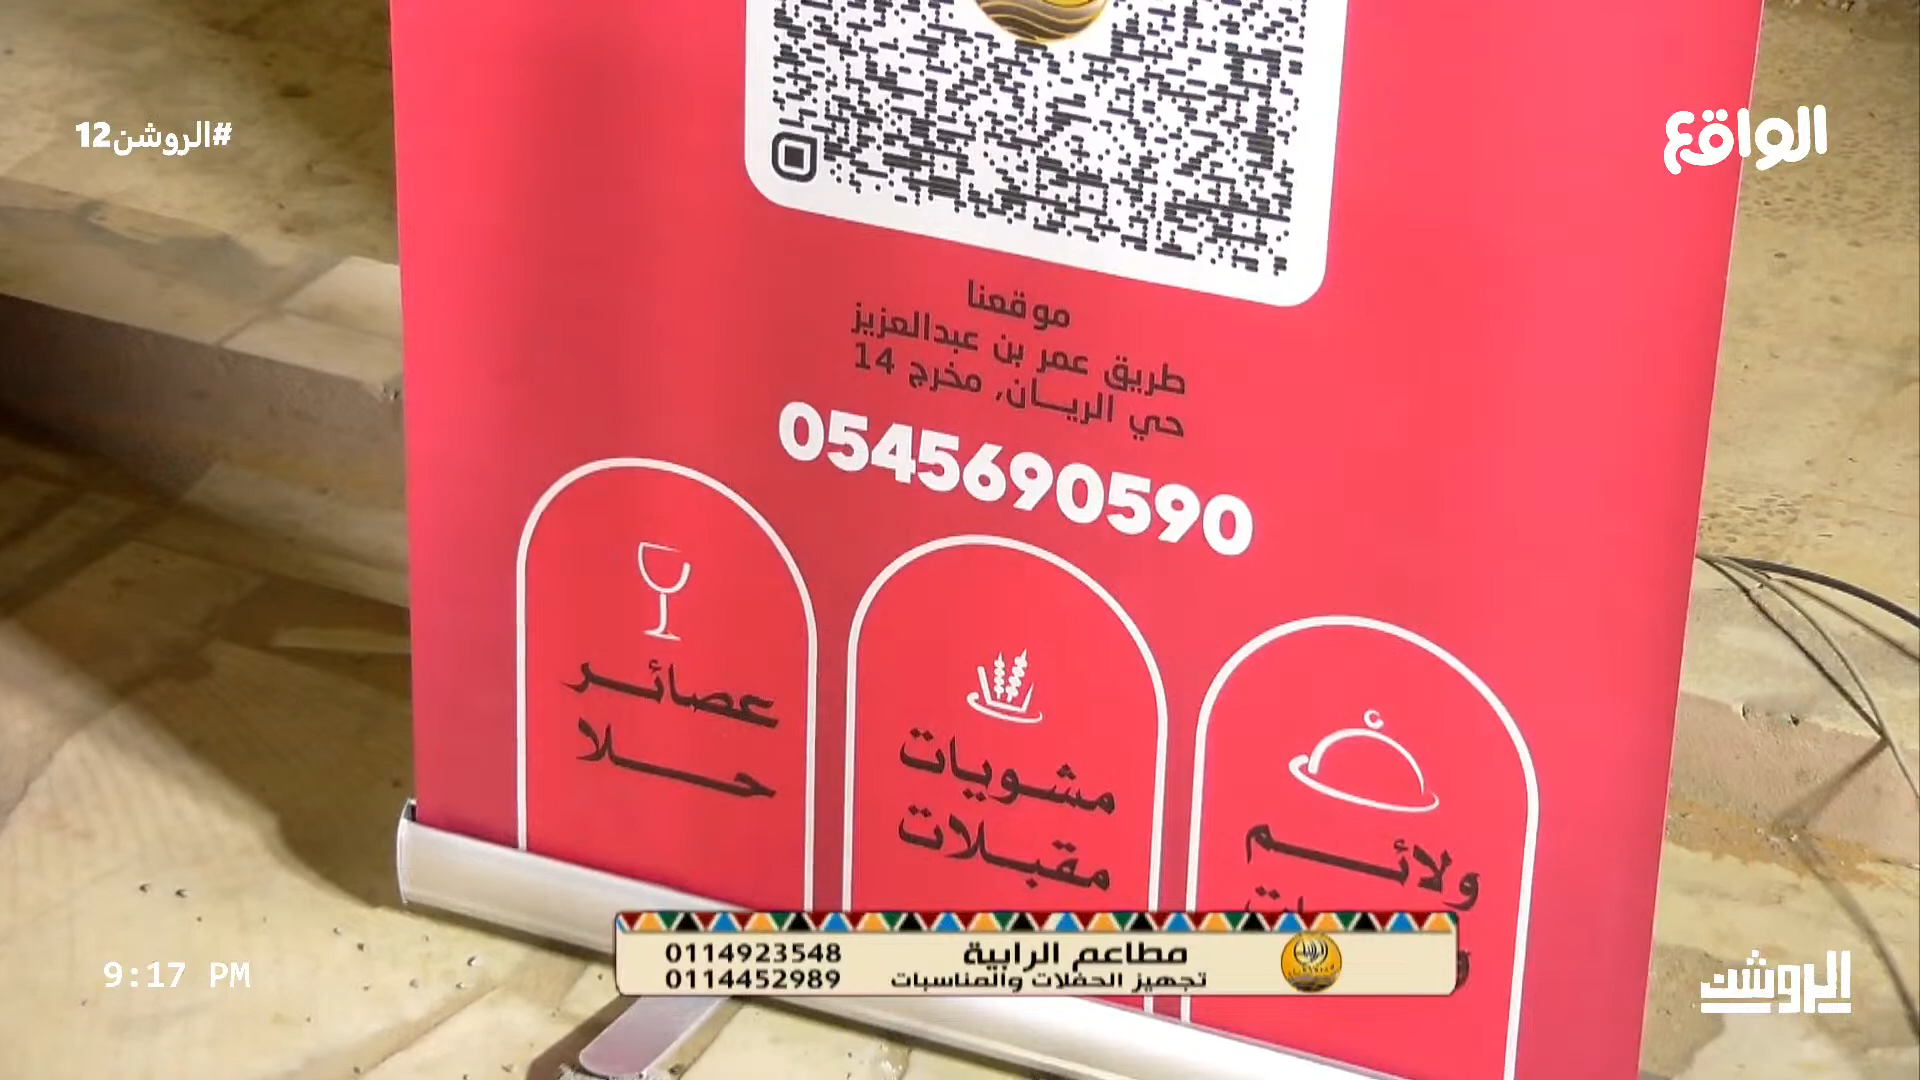 #الروشن12
الواقع
موقعنا
طريق عمر بن عبدالعزيز
حي الريان, مخرج 14
0545690590
عصائر
حلا
مشويات
مقبلات
ولائم
مطاعم الرابية
تجهيز الحفلات والمناسبات
0114923548
0114452989
9:17 PM
الروشن